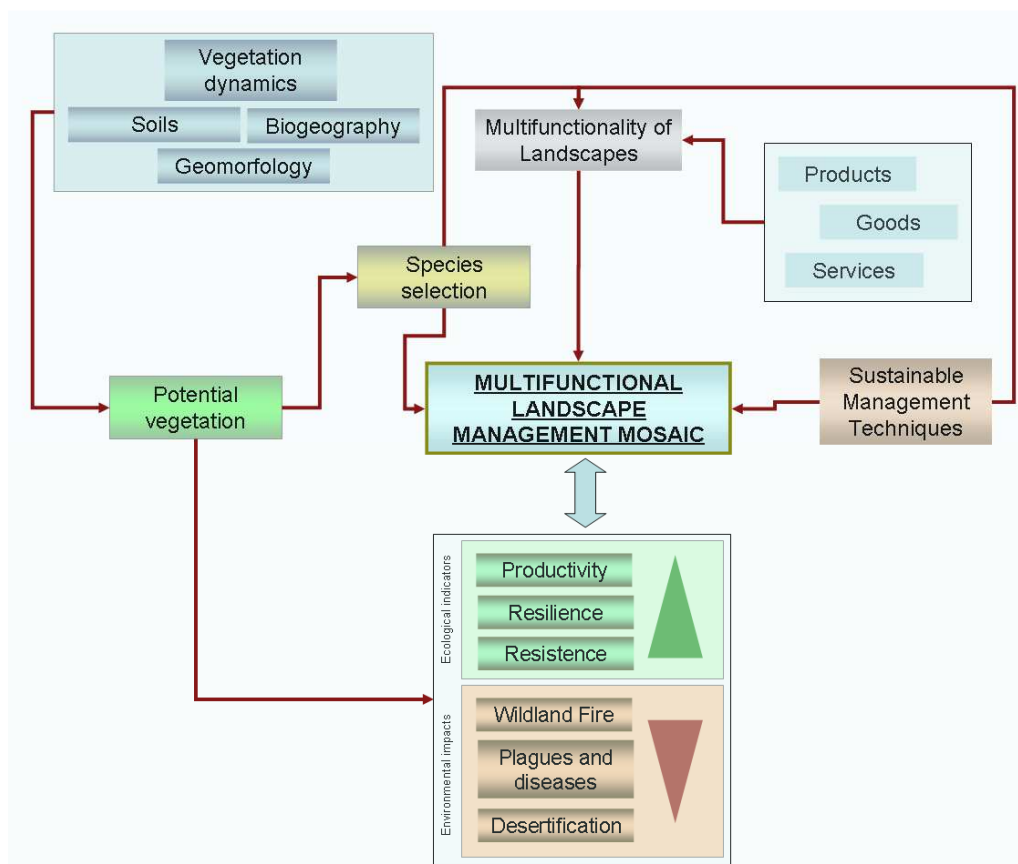 Vegetation
dynamics
Soils
Biogeography
Geomorfology
Multifunctionality of
Landscapes
Products
Goods
Services
Species
selection
Potential
vegetation
MULTIFUNCTIONAL
LANDSCAPE
MANAGEMENT MOSAIC
Sustainable
Management
Techniques
Ecological indicators
Productivity
Resilience
Resistence
Environmental impacts
Wildland Fire
Plagues and
diseases
Desertification